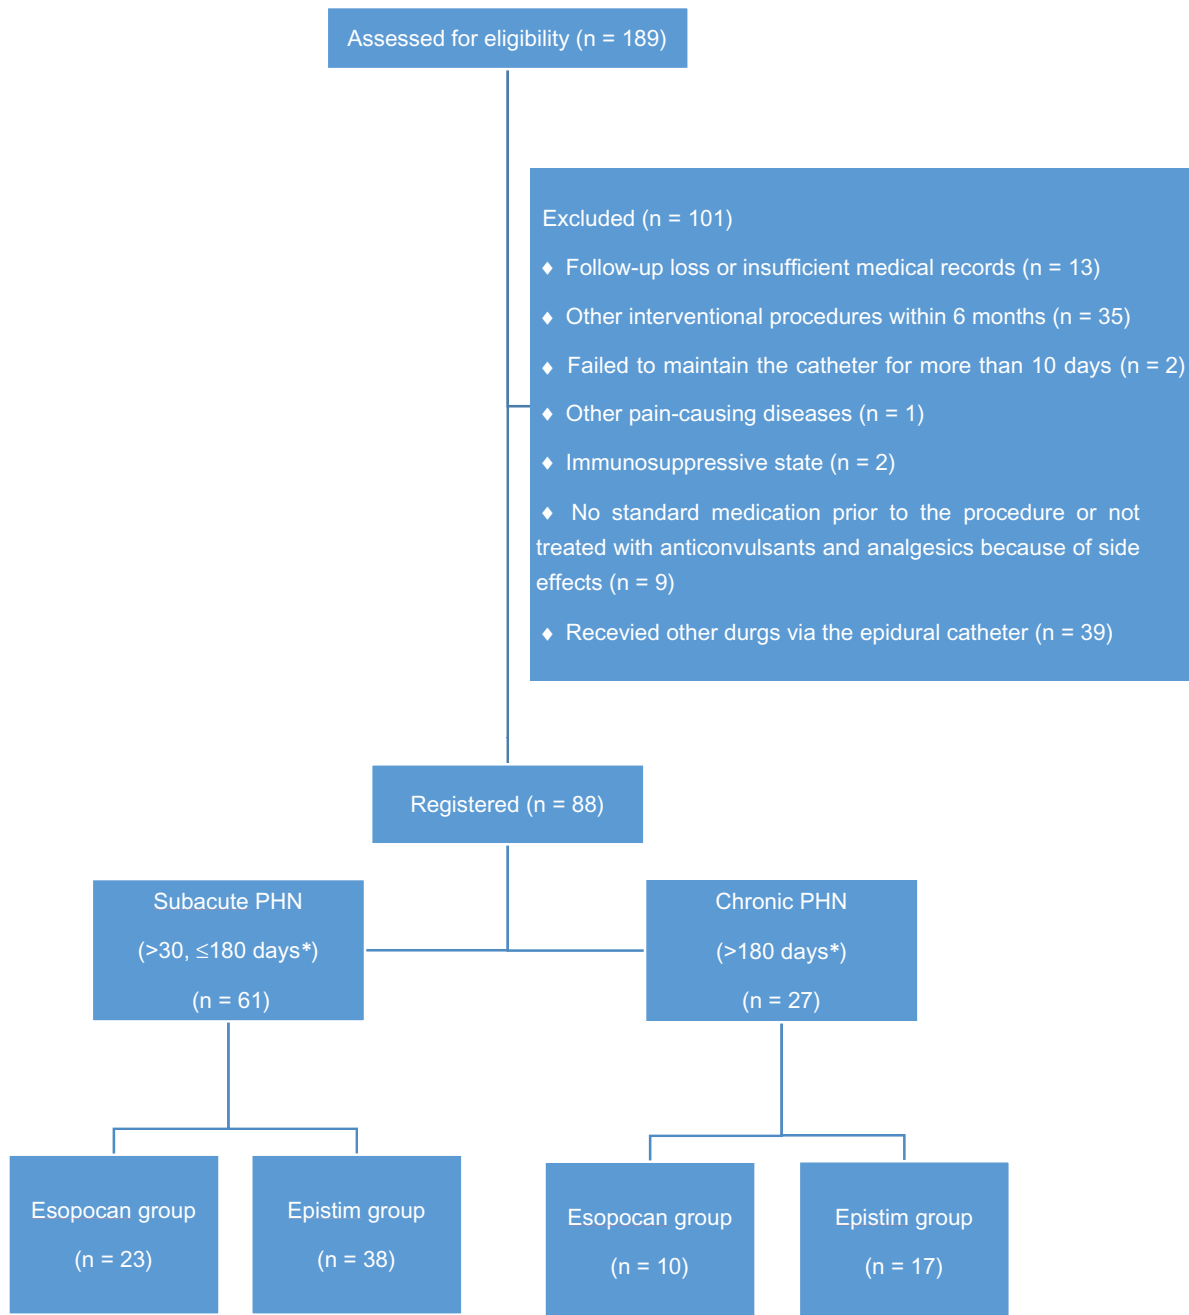 Assessed for eligibility (n = 189)
Excluded (n = 101)
♦ Follow-up loss or insufficient medical records (n = 13)
♦ Other interventional procedures within 6 months (n = 35)
♦ Failed to maintain the catheter for more than 10 days (n = 2)
♦ Other pain-causing diseases (n = 1)
♦ Immunosuppressive state (n = 2)
♦ No standard medication prior to the procedure or not
treated with anticonvulsants and analgesics because of side
effects (n = 9)
♦ Recevied other durgs via the epidural catheter (n = 39)
Registered (n = 88)
Subacute PHN
(>30, ≤180 days*)
(n = 61)
Chronic PHN
(>180 days*)
(n = 27)
Esopocan group
(n = 23)
Epistim group
(n = 38)
Esopocan group
(n = 10)
Epistim group
(n = 17)